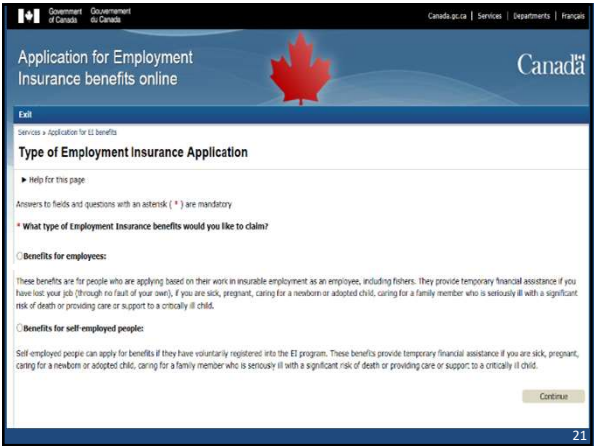 Government Gouvernement
of Canada du Canada
Canada.gc.ca | Services | Departments | Français
Application for Employment
Insurance benefits online
Canada
Exit
Services » Application for EI benefits
Type of Employment Insurance Application
► Help for this page
Answers to fields and questions with an asterisk ( * ) are mandatory
* What type of Employment Insurance benefits would you like to claim?
Benefits for employees:
These benefits are for people who are applying based on their work in insurable employment as an employee, including fishers. They provide temporary financial assistance if you
have lost your job (through no fault of your own), if you are sick, pregnant, caring for a newborn or adopted child, caring for a family member who is seriously ill with a significant
risk of death or providing care or support to a critically ill child.
Benefits for self-employed people:
Self-employed people can apply for benefits if they have voluntarily registered into the EI program. These benefits provide temporary financial assistance if you are sick, pregnant,
caring for a newborn or adopted child, caring for a family member who is seriously ill with a significant risk of death or providing care or support to a critically ill child.
Continue
21